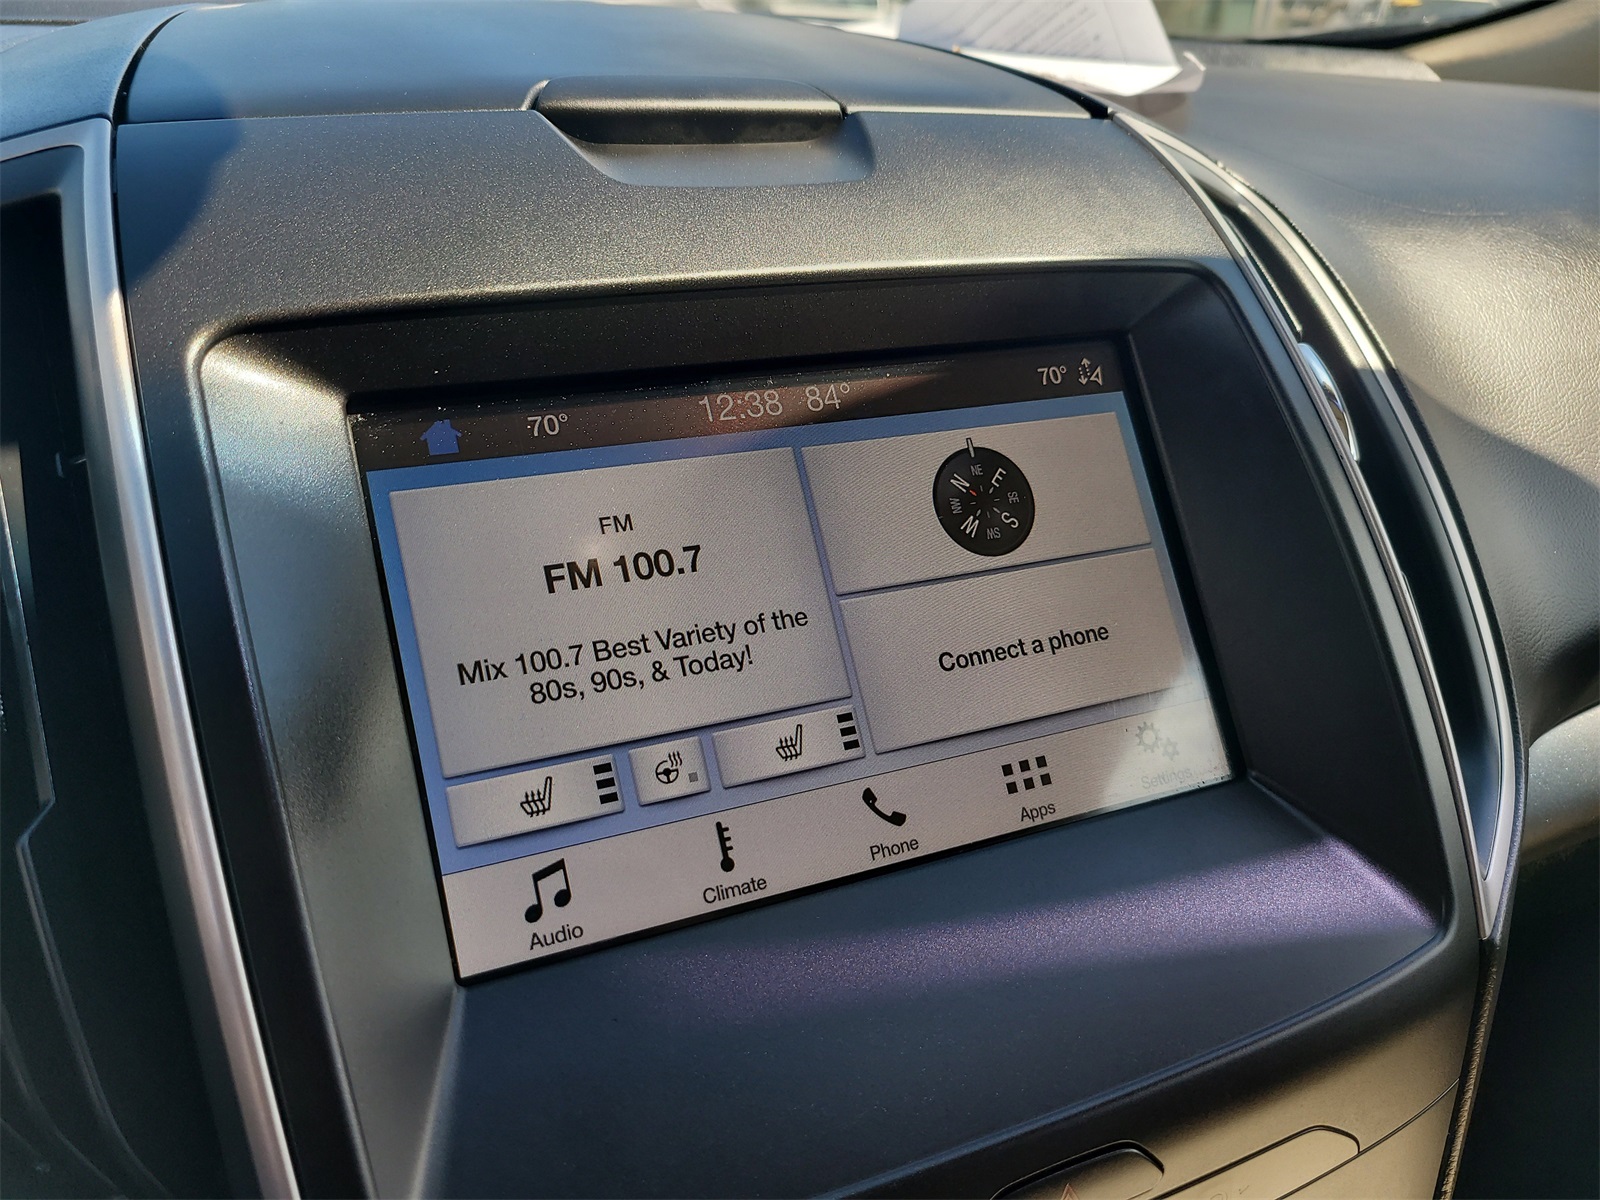 70° 12:38 84° 70°
FM
FM 100.7
Mix 100.7 Best Variety of the
80s, 90s, & Today!
N NE E SE S SW W NW
Connect a phone
Audio
Climate
Phone
Apps
Settings